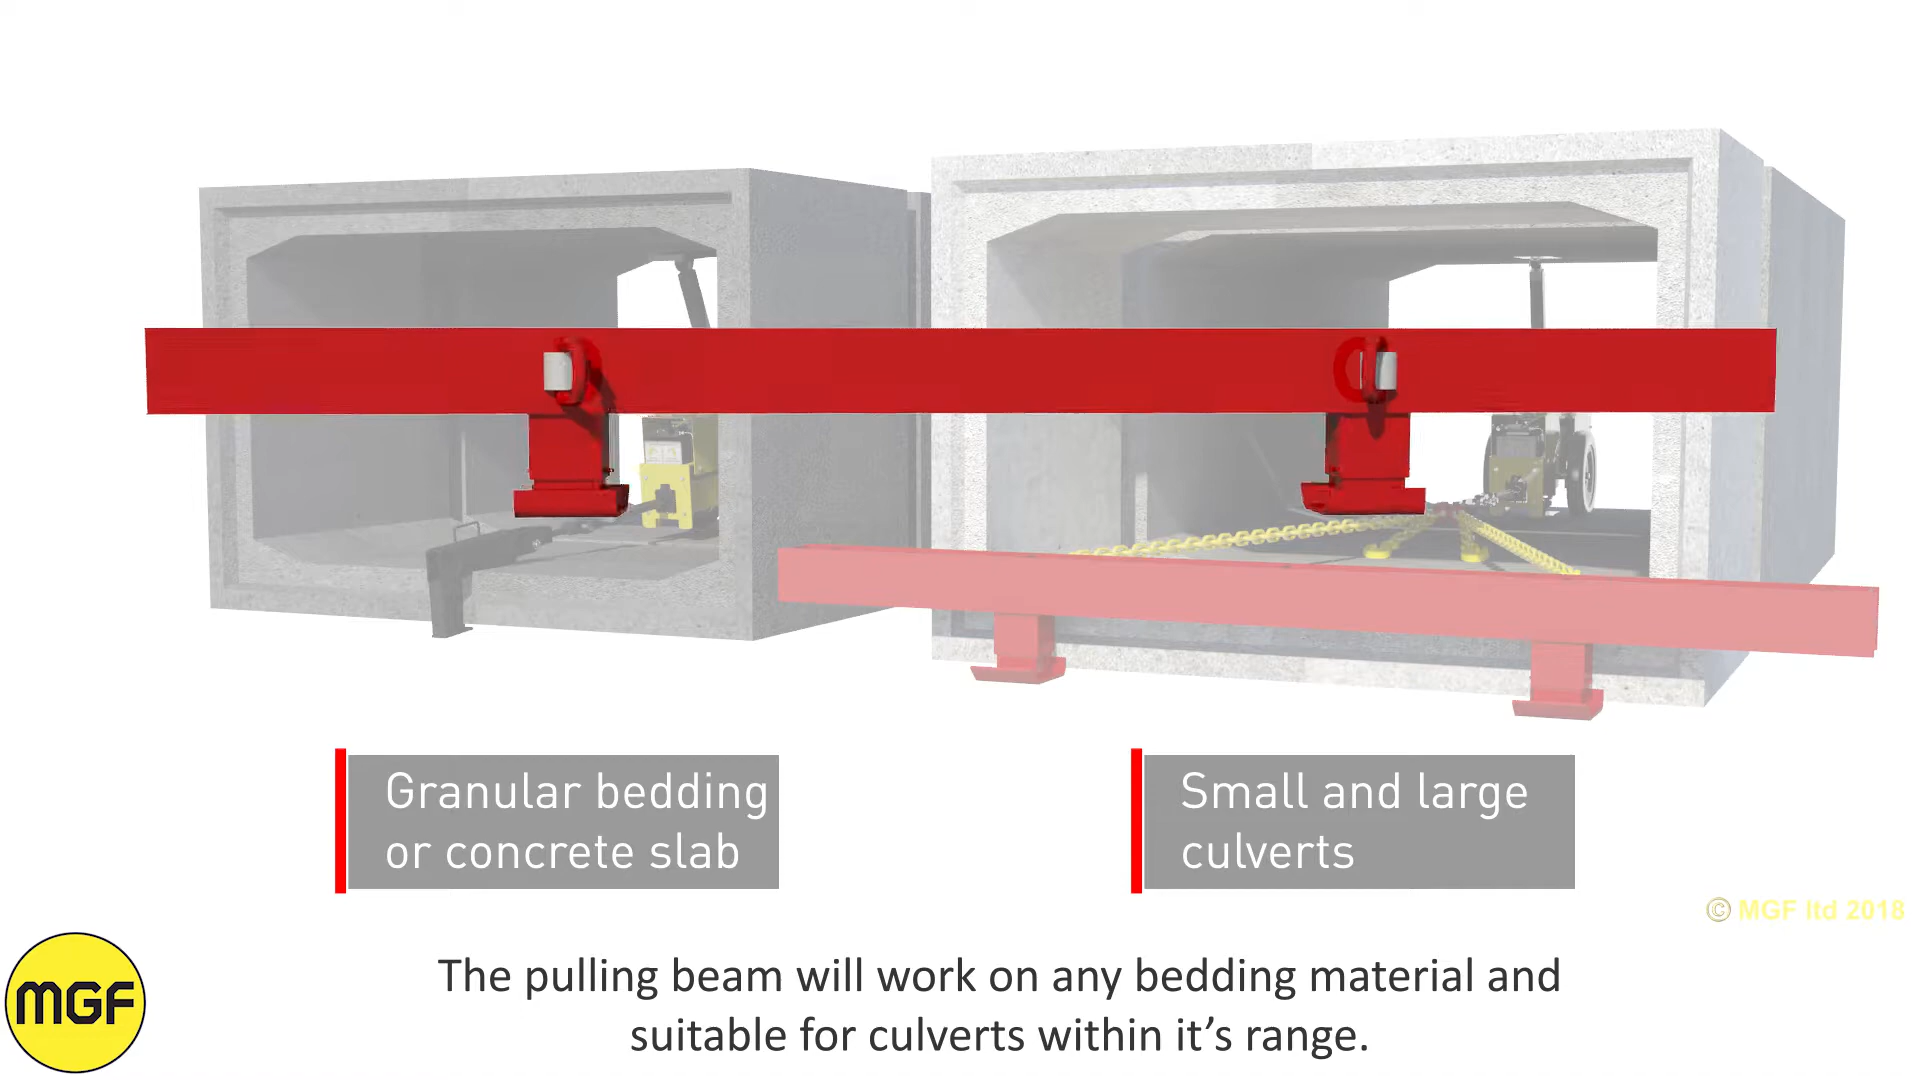 Granular bedding
or concrete slab
Small and large
culverts
© MGF ltd 2018
MGF
The pulling beam will work on any bedding material and
suitable for culverts within it’s range.